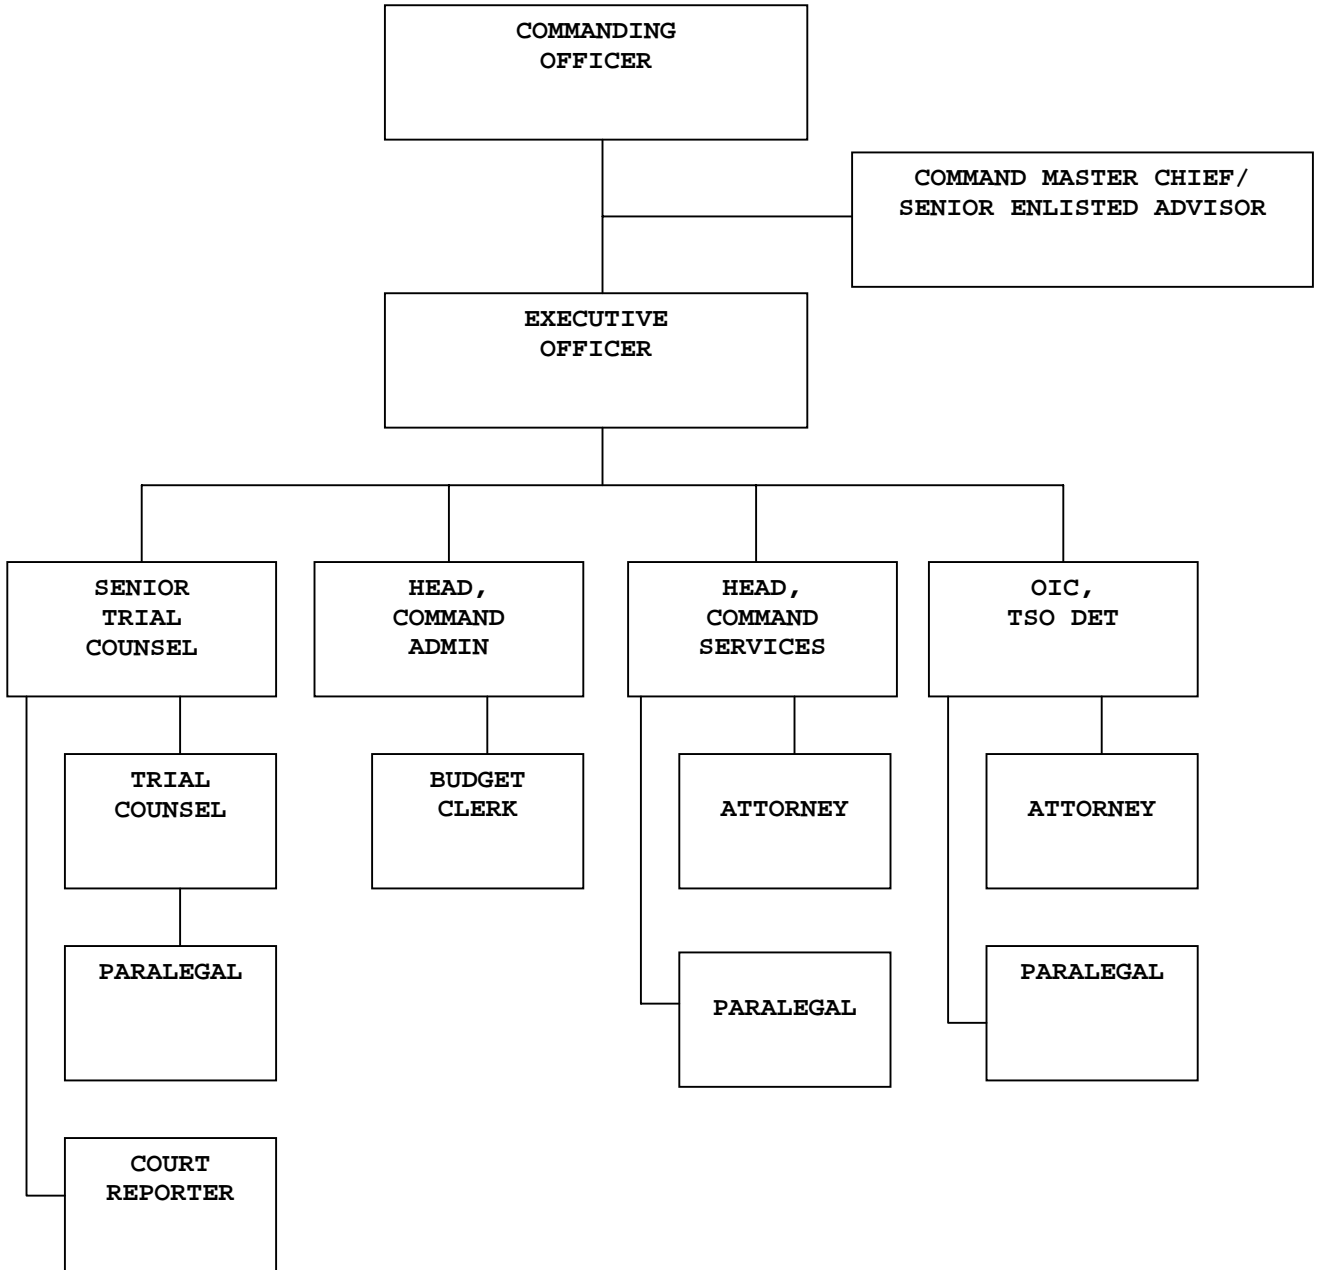 COMMANDING
OFFICER
COMMAND MASTER CHIEF/
SENIOR ENLISTED ADVISOR
EXECUTIVE
OFFICER
SENIOR
TRIAL
COUNSEL
HEAD,
COMMAND
ADMIN
HEAD,
COMMAND
SERVICES
OIC,
TSO DET
TRIAL
COUNSEL
BUDGET
CLERK
ATTORNEY
ATTORNEY
PARALEGAL
PARALEGAL
PARALEGAL
COURT
REPORTER